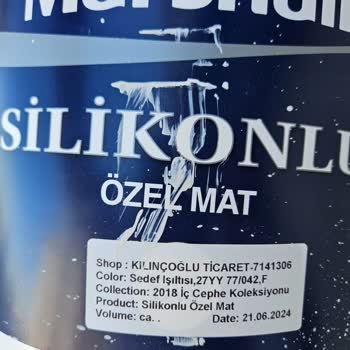 Marshall
SİLİKONLU
ÖZEL MAT
Shop : KILINÇOĞLU TİCARET-7141306
Color: Sedef Işıltısı,27YY 77/042,F
Collection: 2018 İç Cephe Koleksiyonu
Product: Silikonlu Özel Mat
Volume: ca. . Date: 21.06.2024